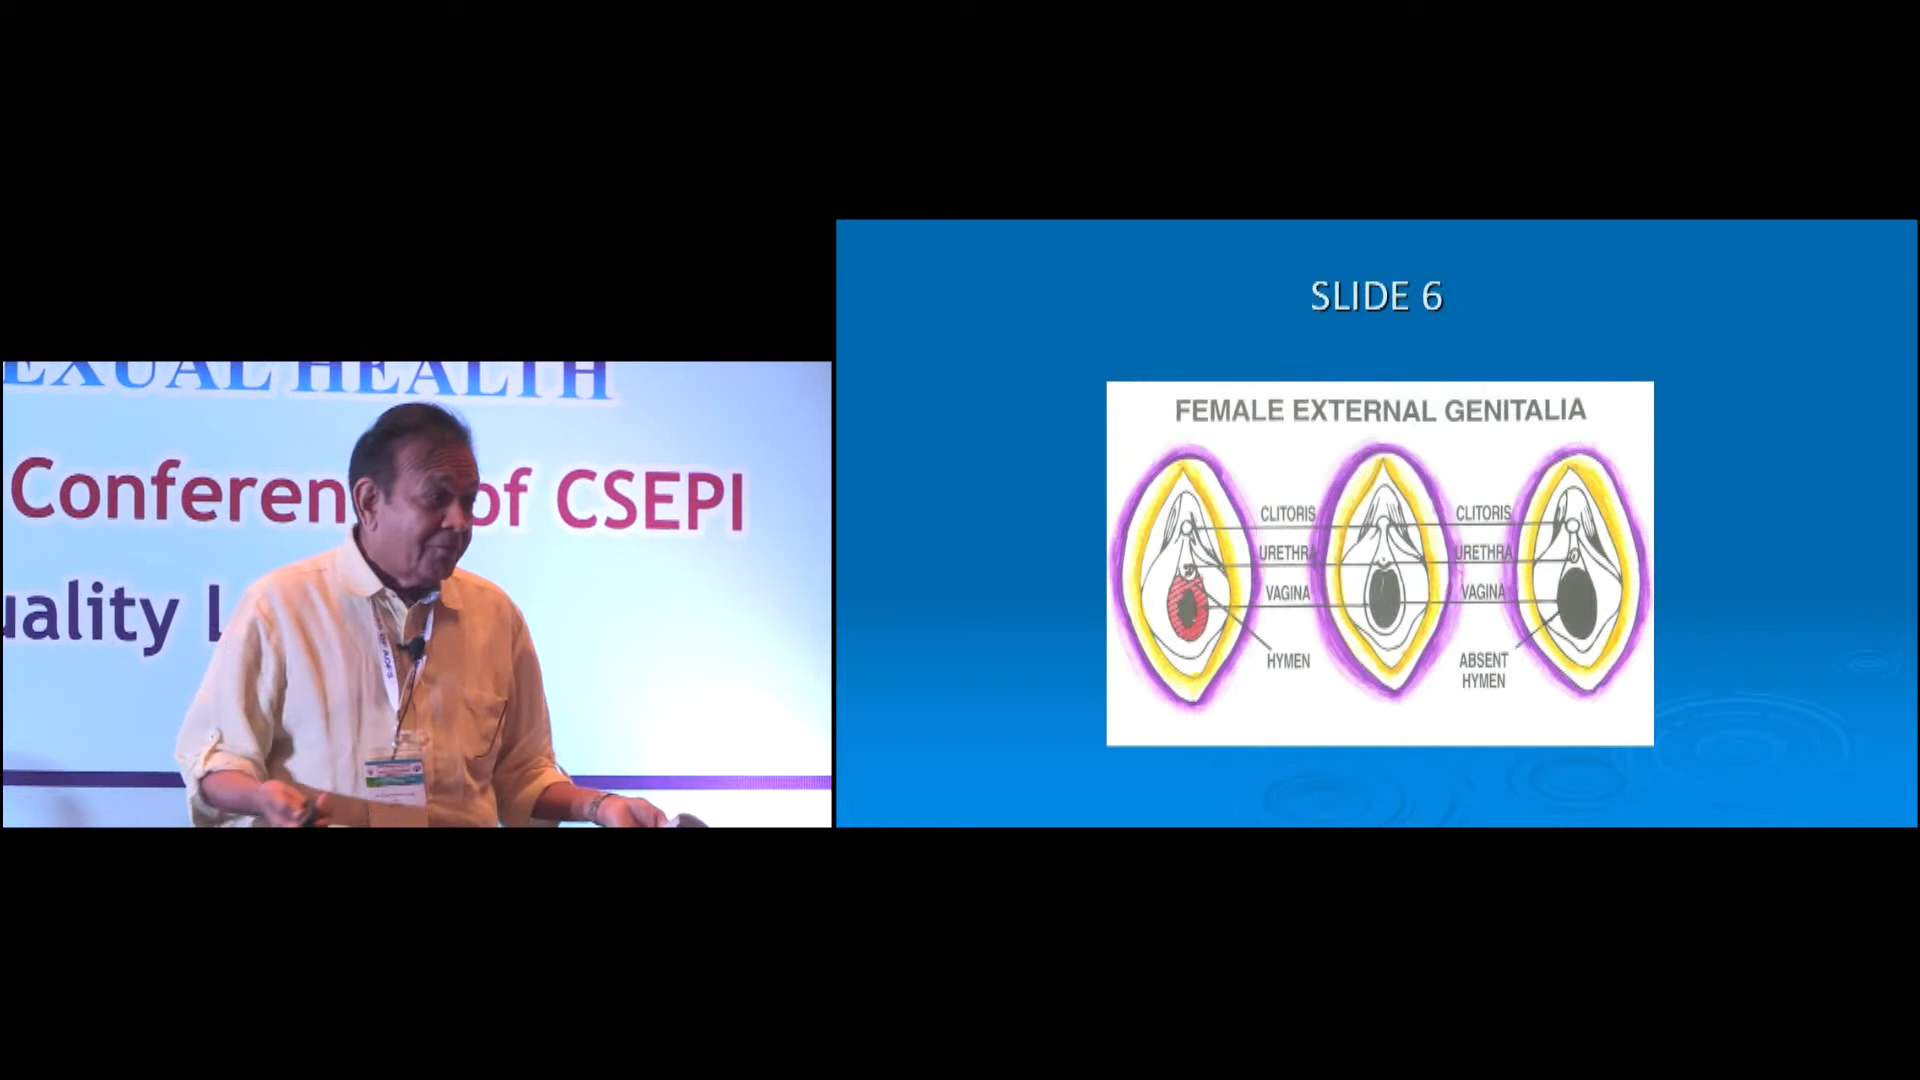 EXUAL HEALTH
Conferen of CSEPI
uality L
SLIDE 6
FEMALE EXTERNAL GENITALIA
CLITORIS
CLITORIS
URETHRA
URETHRA
VAGINA
VAGINA
HYMEN
ABSENT
HYMEN